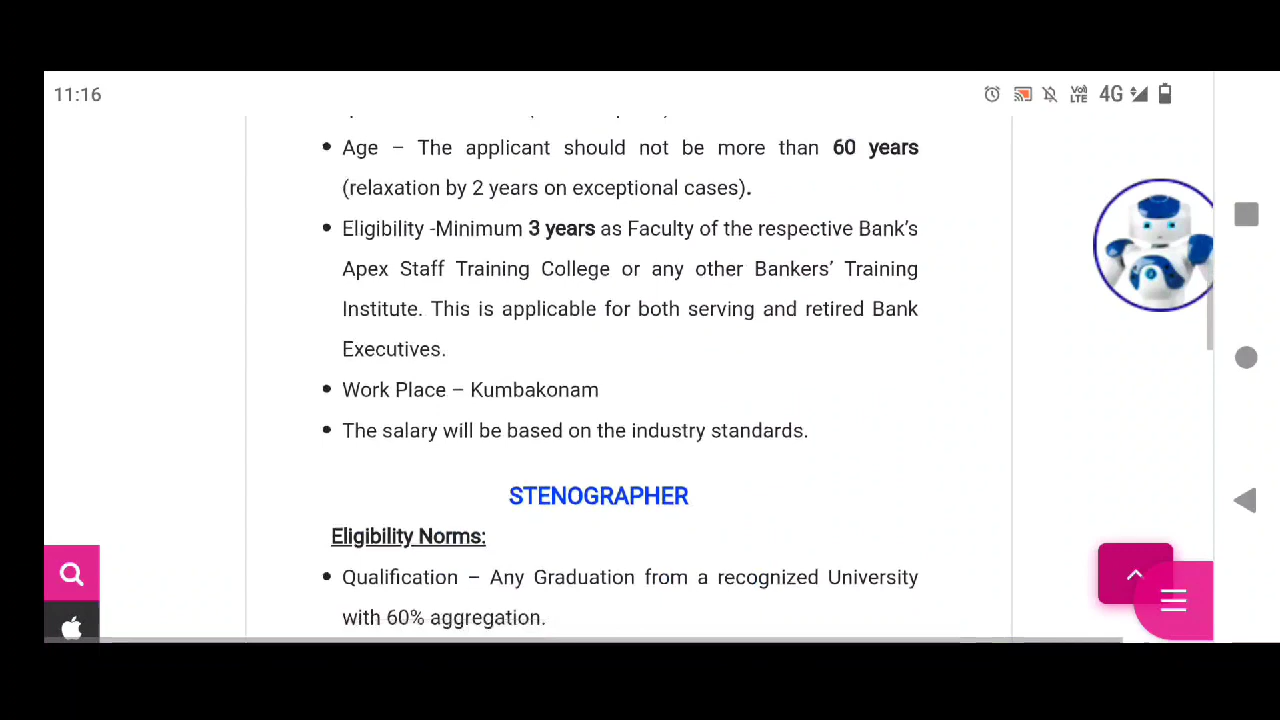 11:16
VoI
LTE
4G
• Age – The applicant should not be more than 60 years
(relaxation by 2 years on exceptional cases).
• Eligibility -Minimum 3 years as Faculty of the respective Bank’s
Apex Staff Training College or any other Bankers’ Training
Institute. This is applicable for both serving and retired Bank
Executives.
• Work Place – Kumbakonam
• The salary will be based on the industry standards.
STENOGRAPHER
Eligibility Norms:
• Qualification – Any Graduation from a recognized University
with 60% aggregation.